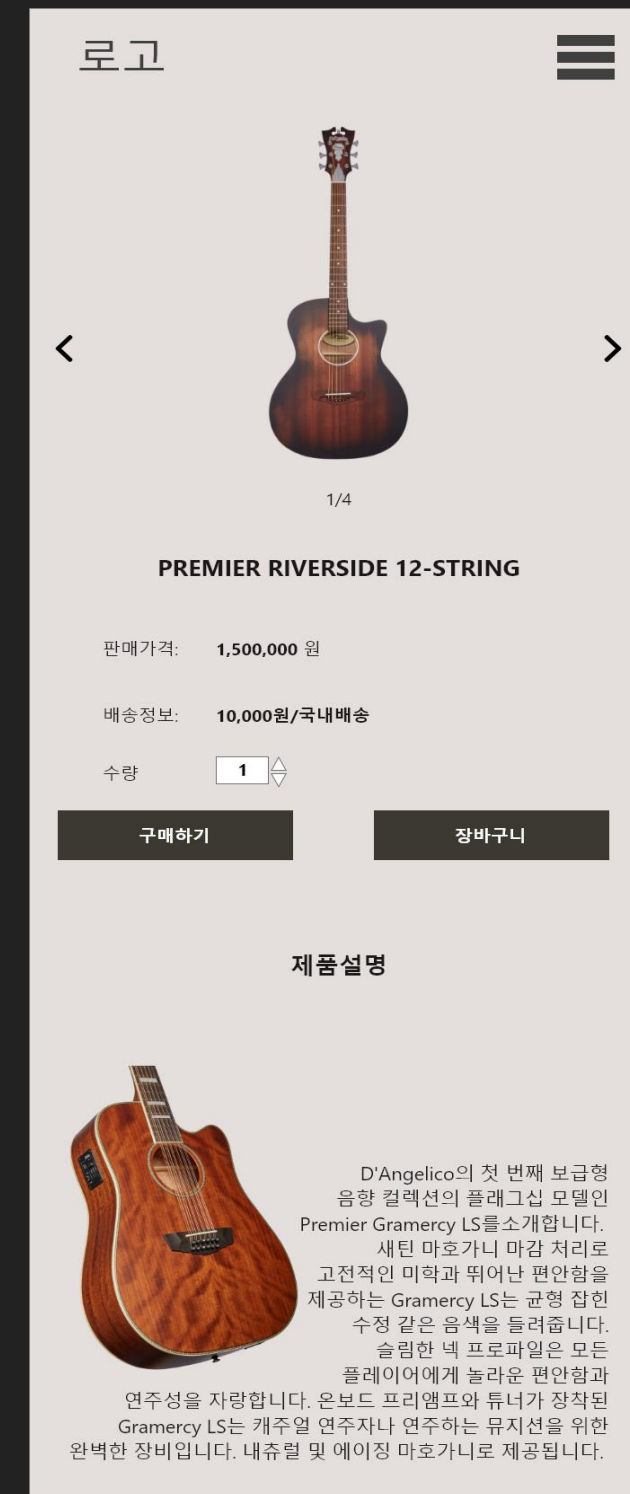 로고
1/4
PREMIER RIVERSIDE 12-STRING
판매가격: 1,500,000 원
배송정보: 10,000원/국내배송
수량 1
구매하기 장바구니
제품설명
D'Angelico의 첫 번째 보급형
음향 컬렉션의 플래그십 모델인
Premier Gramercy LS를소개합니다.
새틴 마호가니 마감 처리로
고전적인 미학과 뛰어난 편안함을
제공하는 Gramercy LS는 균형 잡힌
수정 같은 음색을 들려줍니다.
슬림한 넥 프로파일은 모든
플레이어에게 놀라운 편안함과
연주성을 자랑합니다. 온보드 프리앰프와 튜너가 장착된
Gramercy LS는 캐주얼 연주자나 연주하는 뮤지션을 위한
완벽한 장비입니다. 내츄럴 및 에이징 마호가니로 제공됩니다.